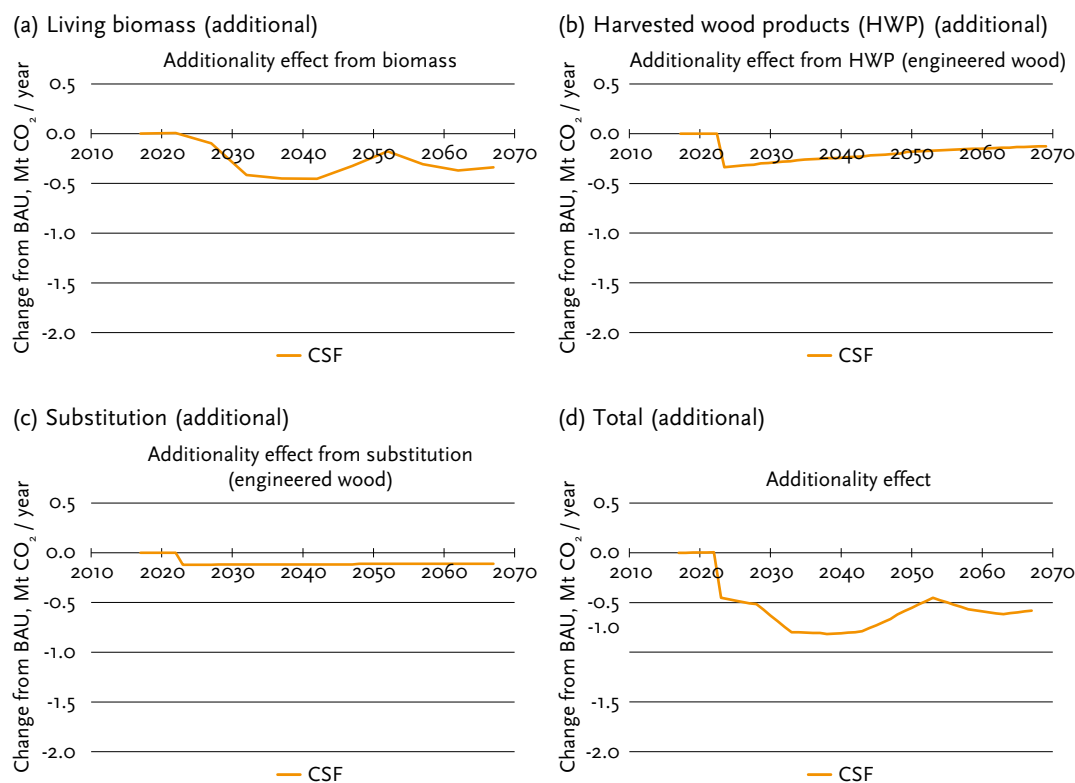 (a) Living biomass (additional)
Additionality effect from biomass
Change from BAU, Mt CO₂ / year
0.5
0.0
-0.5
-1.0
-1.5
-2.0
2010 2020 2030 2040 2050 2060 2070
CSF
(b) Harvested wood products (HWP) (additional)
Additionality effect from HWP (engineered wood)
Change from BAU, Mt CO₂ / year
0.5
0.0
-0.5
-1.0
-1.5
-2.0
2010 2020 2030 2040 2050 2060 2070
CSF
(c) Substitution (additional)
Additionality effect from substitution
(engineered wood)
Change from BAU, Mt CO₂ / year
0.5
0.0
-0.5
-1.0
-1.5
-2.0
2010 2020 2030 2040 2050 2060 2070
CSF
(d) Total (additional)
Additionality effect
Change from BAU, Mt CO₂ / year
0.5
0.0
-0.5
-1.0
-1.5
-2.0
2010 2020 2030 2040 2050 2060 2070
CSF